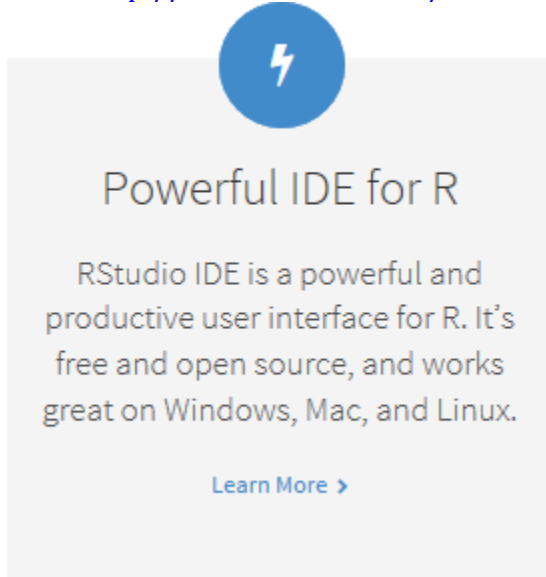 Powerful IDE for R
RStudio IDE is a powerful and
productive user interface for R. It’s
free and open source, and works
great on Windows, Mac, and Linux.
Learn More >